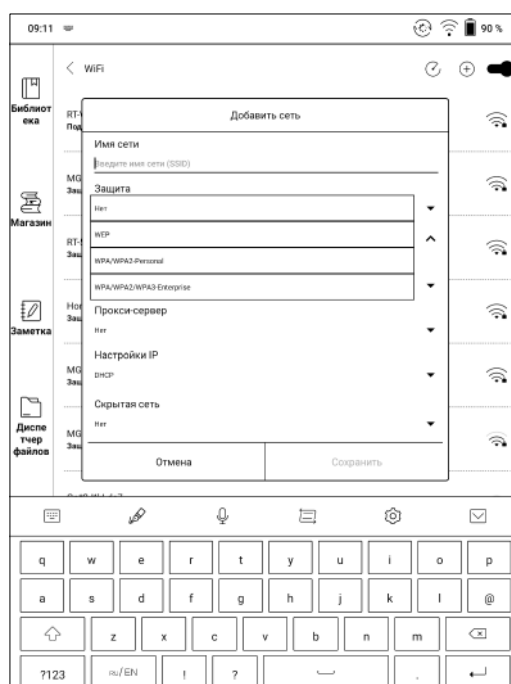 09:11
90 %
WiFi
Библиот
ека
Магазин
Заметка
Диспе
тчер
файлов
Добавить сеть
Имя сети
Введите имя сети (SSID)
Защита
Нет
WEP
WPA/WPA2-Personal
WPA/WPA2/WPA3-Enterprise
Прокси-сервер
Нет
Настройки IP
DHCP
Скрытая сеть
Нет
Отмена
Сохранить
q w e r t y u i o p
a s d f g h j k l @
z x c v b n m
?123 RU/EN ! ? .